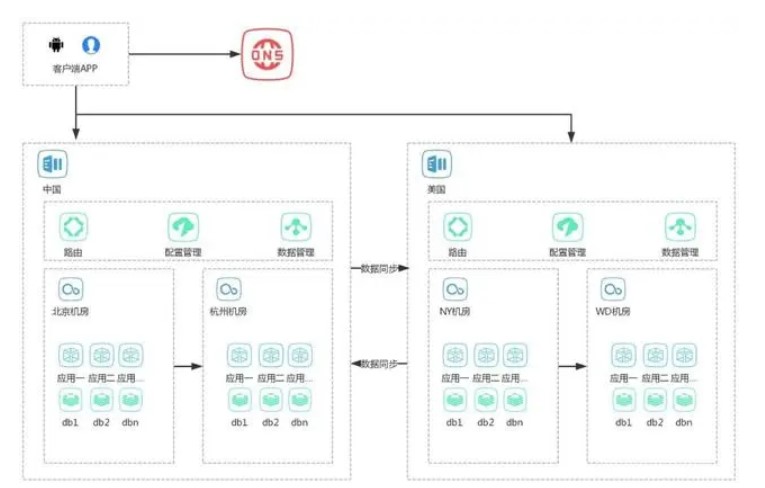 ONS
客户端APP
中国
路由
配置管理
数据管理
北京机房
杭州机房
应用一 应用二 应用...
db1 db2 dbn
应用一 应用二 应用...
db1 db2 dbn
数据同步
数据同步
美国
路由
配置管理
数据管理
NY机房
WD机房
应用一 应用二 应用...
db1 db2 dbn
应用一 应用二 应用...
db1 db2 dbn